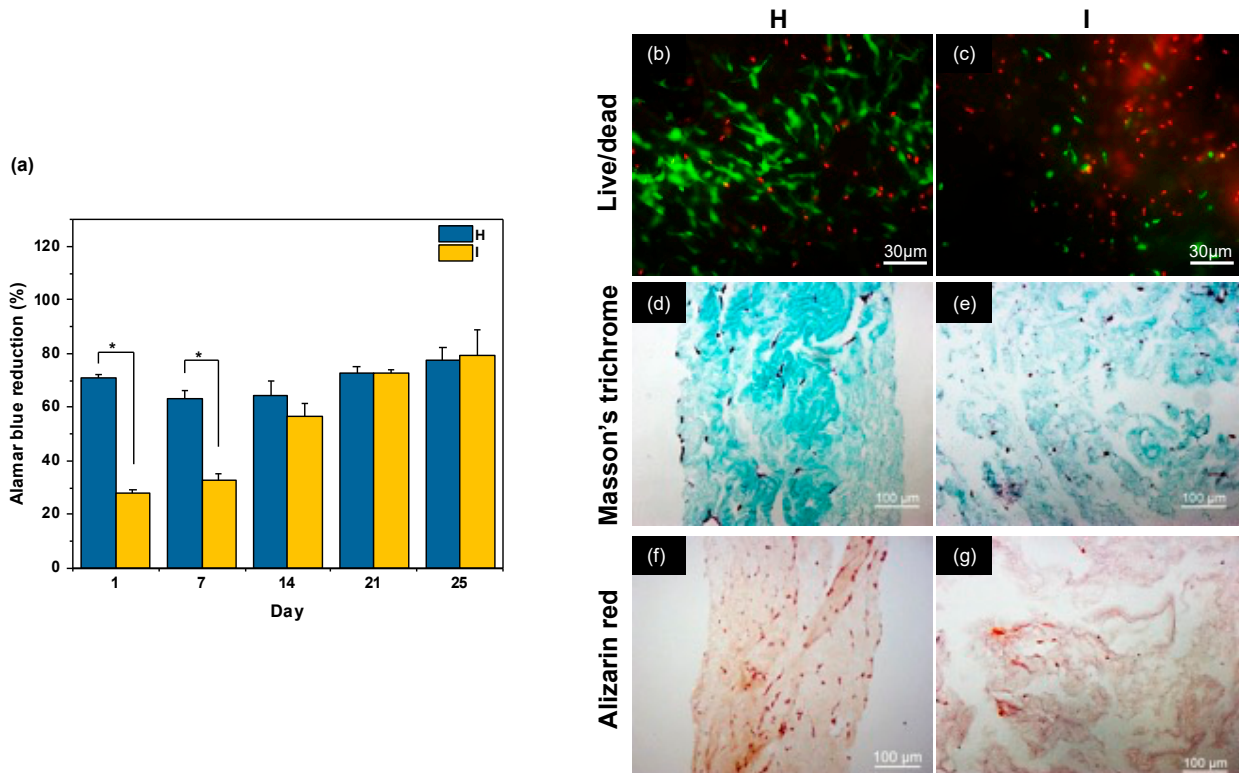 (a)
Alamar blue reduction (%)
120
100
80
60
40
20
0
H
I
*
*
1 7 14 21 25
Day
H I
Live/dead
(b)
30µm
(c)
30µm
Masson's trichrome
(d)
100 µm
(e)
100 µm
Alizarin red
(f)
100 µm
(g)
100 µm